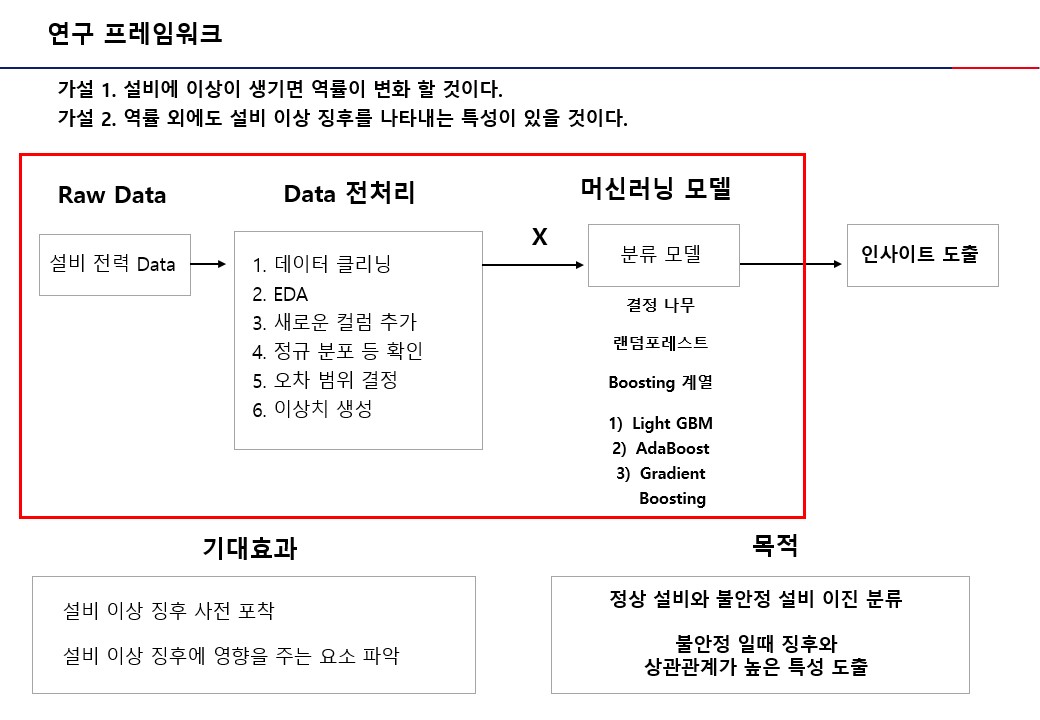 연구 프레임워크
가설 1. 설비에 이상이 생기면 역률이 변화 할 것이다.
가설 2. 역률 외에도 설비 이상 징후를 나타내는 특성이 있을 것이다.
Raw Data
설비 전력 Data
Data 전처리
1. 데이터 클리닝
2. EDA
3. 새로운 컬럼 추가
4. 정규 분포 등 확인
5. 오차 범위 결정
6. 이상치 생성
X
머신러닝 모델
분류 모델
결정 나무
랜덤포레스트
Boosting 계열
1) Light GBM
2) AdaBoost
3) Gradient
Boosting
인사이트 도출
기대효과
설비 이상 징후 사전 포착
설비 이상 징후에 영향을 주는 요소 파악
목적
정상 설비와 불안정 설비 이진 분류
불안정 일때 징후와
상관관계가 높은 특성 도출